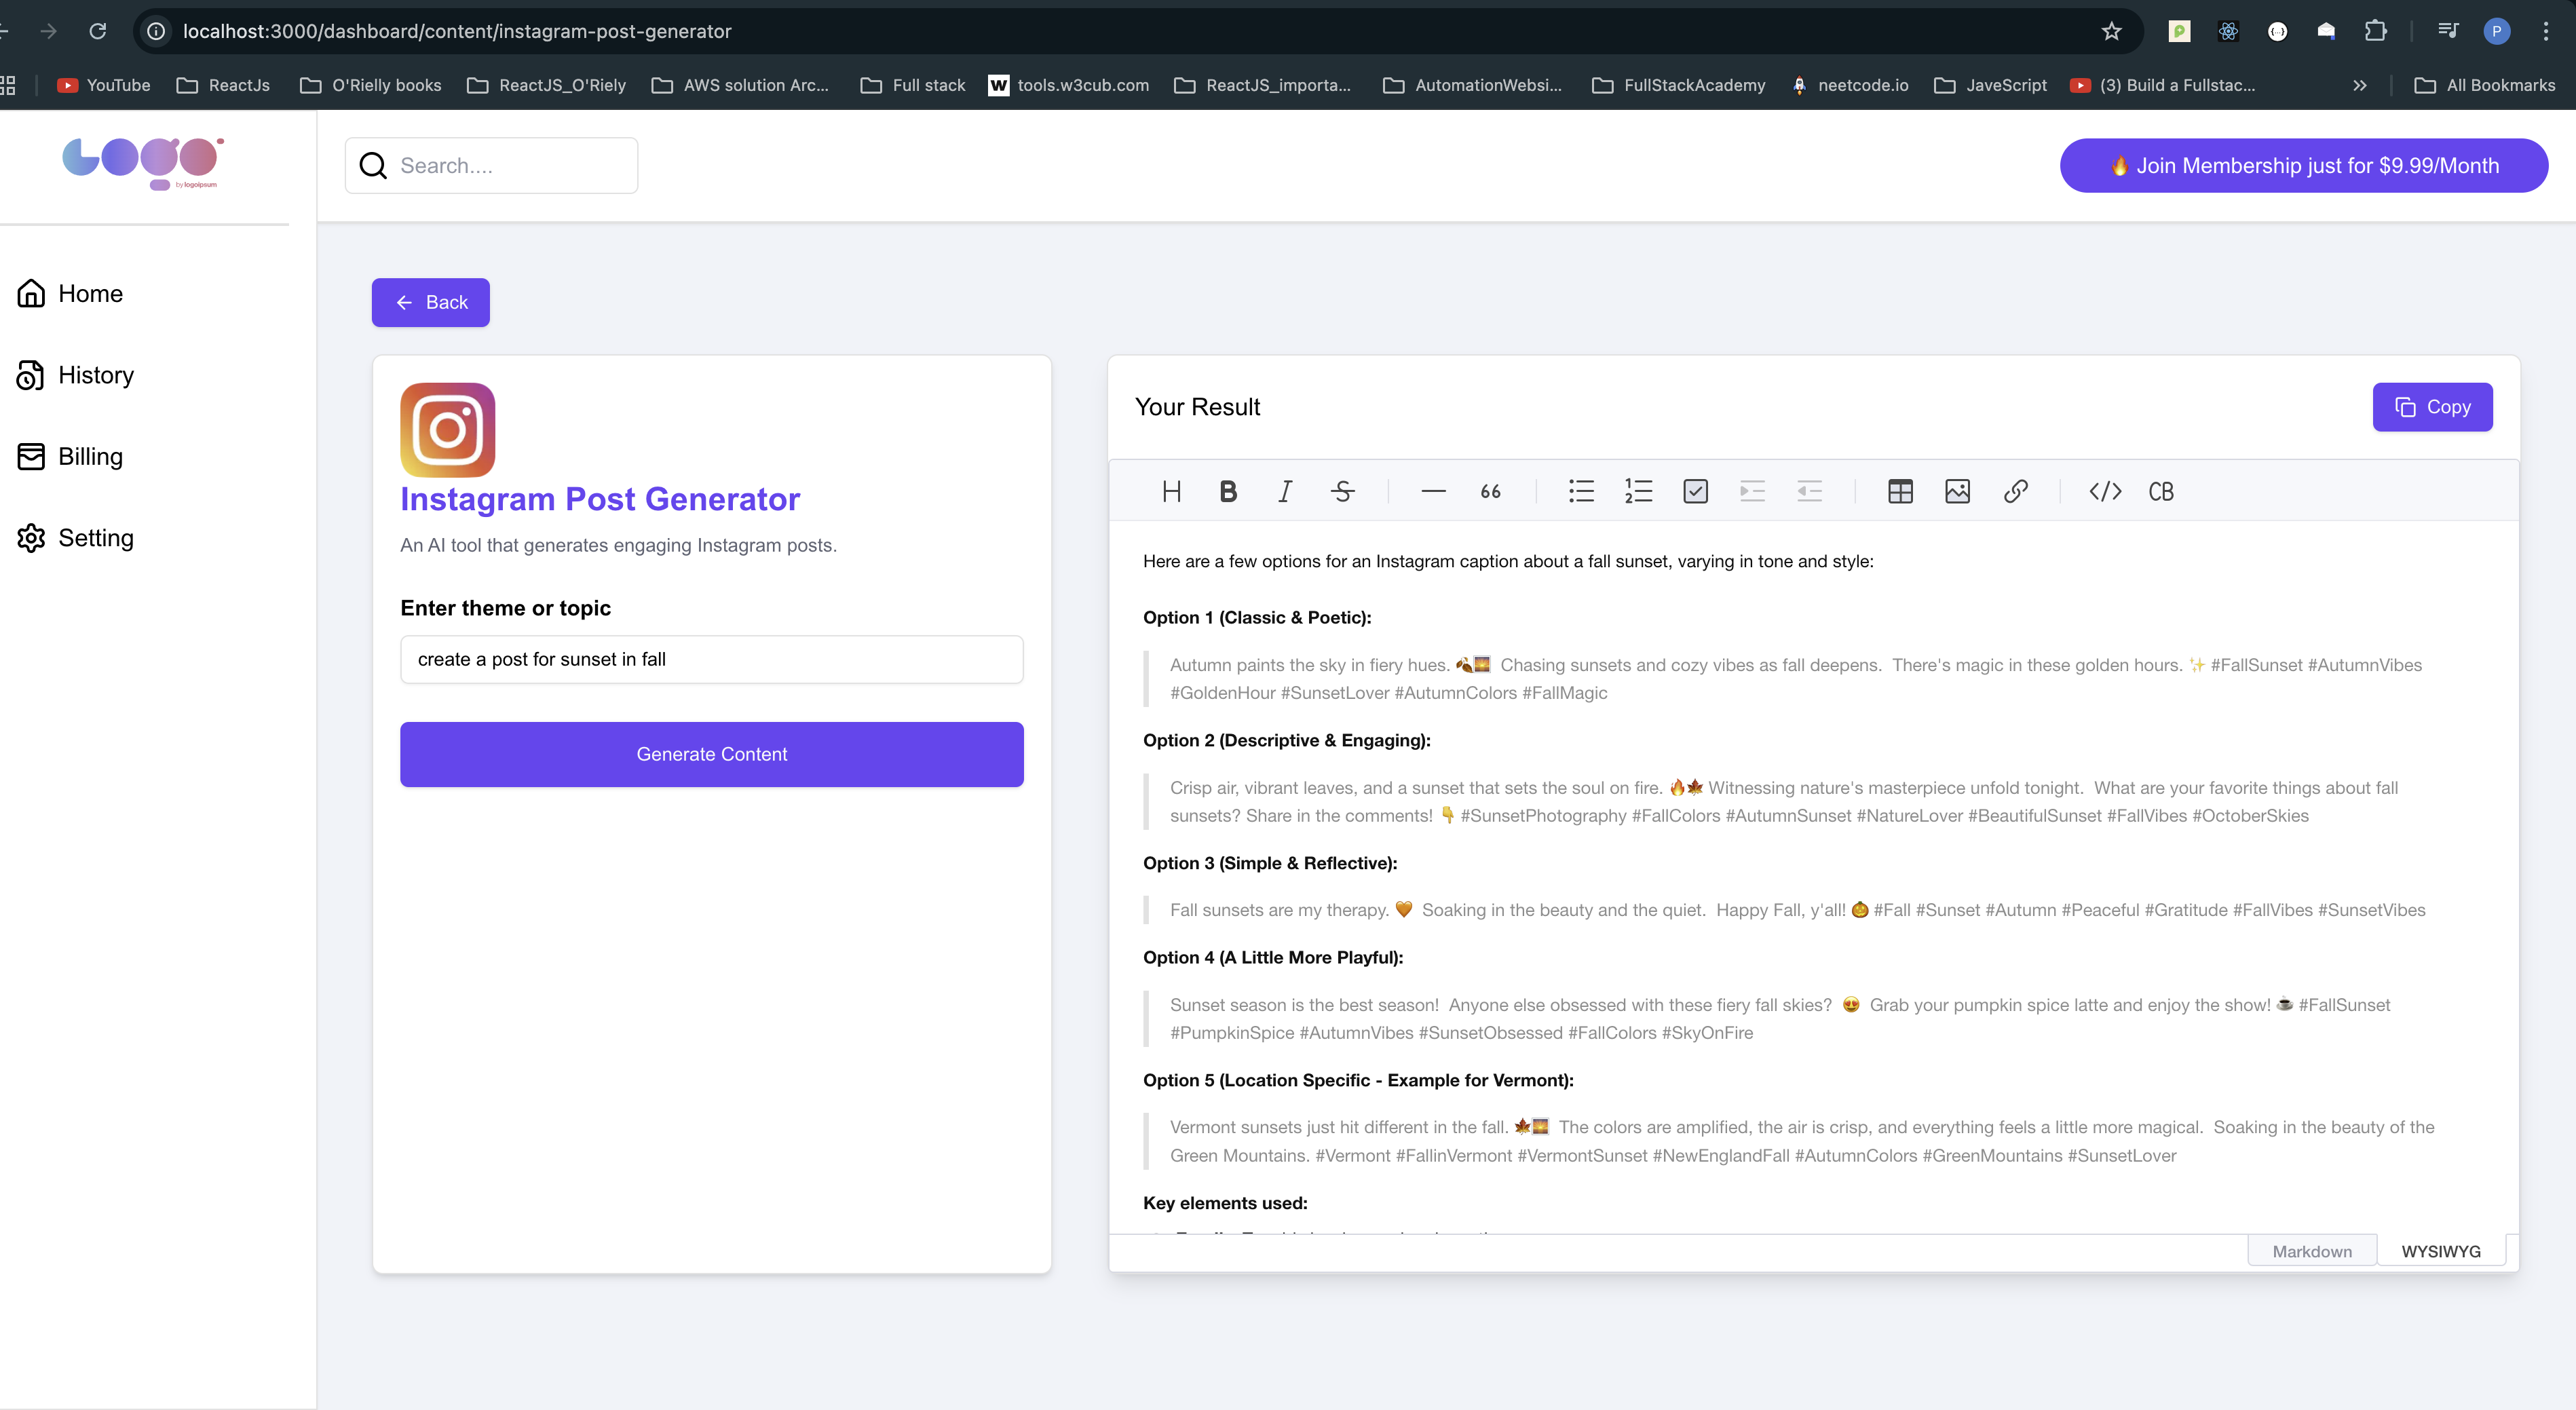 localhost:3000/dashboard/content/instagram-post-generator
YouTube ReactJs O'Rielly books ReactJS_O'Riely AWS solution Arc... Full stack tools.w3cub.com ReactJS_importa... AutomationWebsi... FullStackAcademy neetcode.io JaveScript (3) Build a Fullstac... All Bookmarks
LOGO
by logoipsum
Search....
🔥 Join Membership just for $9.99/Month
Home
History
Billing
Setting
Back
Instagram Post Generator
An AI tool that generates engaging Instagram posts.
Enter theme or topic
create a post for sunset in fall
Generate Content
Your Result
Copy
H B I S 66 CB
Here are a few options for an Instagram caption about a fall sunset, varying in tone and style:
Option 1 (Classic & Poetic):
Autumn paints the sky in fiery hues. 🍂🌅 Chasing sunsets and cozy vibes as fall deepens. There's magic in these golden hours. ✨ #FallSunset #AutumnVibes
#GoldenHour #SunsetLover #AutumnColors #FallMagic
Option 2 (Descriptive & Engaging):
Crisp air, vibrant leaves, and a sunset that sets the soul on fire. 🔥🍁 Witnessing nature's masterpiece unfold tonight. What are your favorite things about fall
sunsets? Share in the comments! 👇 #SunsetPhotography #FallColors #AutumnSunset #NatureLover #BeautifulSunset #FallVibes #OctoberSkies
Option 3 (Simple & Reflective):
Fall sunsets are my therapy. 🧡 Soaking in the beauty and the quiet. Happy Fall, y'all! 🎃 #Fall #Sunset #Autumn #Peaceful #Gratitude #FallVibes #SunsetVibes
Option 4 (A Little More Playful):
Sunset season is the best season! Anyone else obsessed with these fiery fall skies? 😍 Grab your pumpkin spice latte and enjoy the show! ☕ #FallSunset
#PumpkinSpice #AutumnVibes #SunsetObsessed #FallColors #SkyOnFire
Option 5 (Location Specific - Example for Vermont):
Vermont sunsets just hit different in the fall. 🍁🌅 The colors are amplified, the air is crisp, and everything feels a little more magical. Soaking in the beauty of the
Green Mountains. #Vermont #FallinVermont #VermontSunset #NewEnglandFall #AutumnColors #GreenMountains #SunsetLover
Key elements used:
Markdown
WYSIWYG